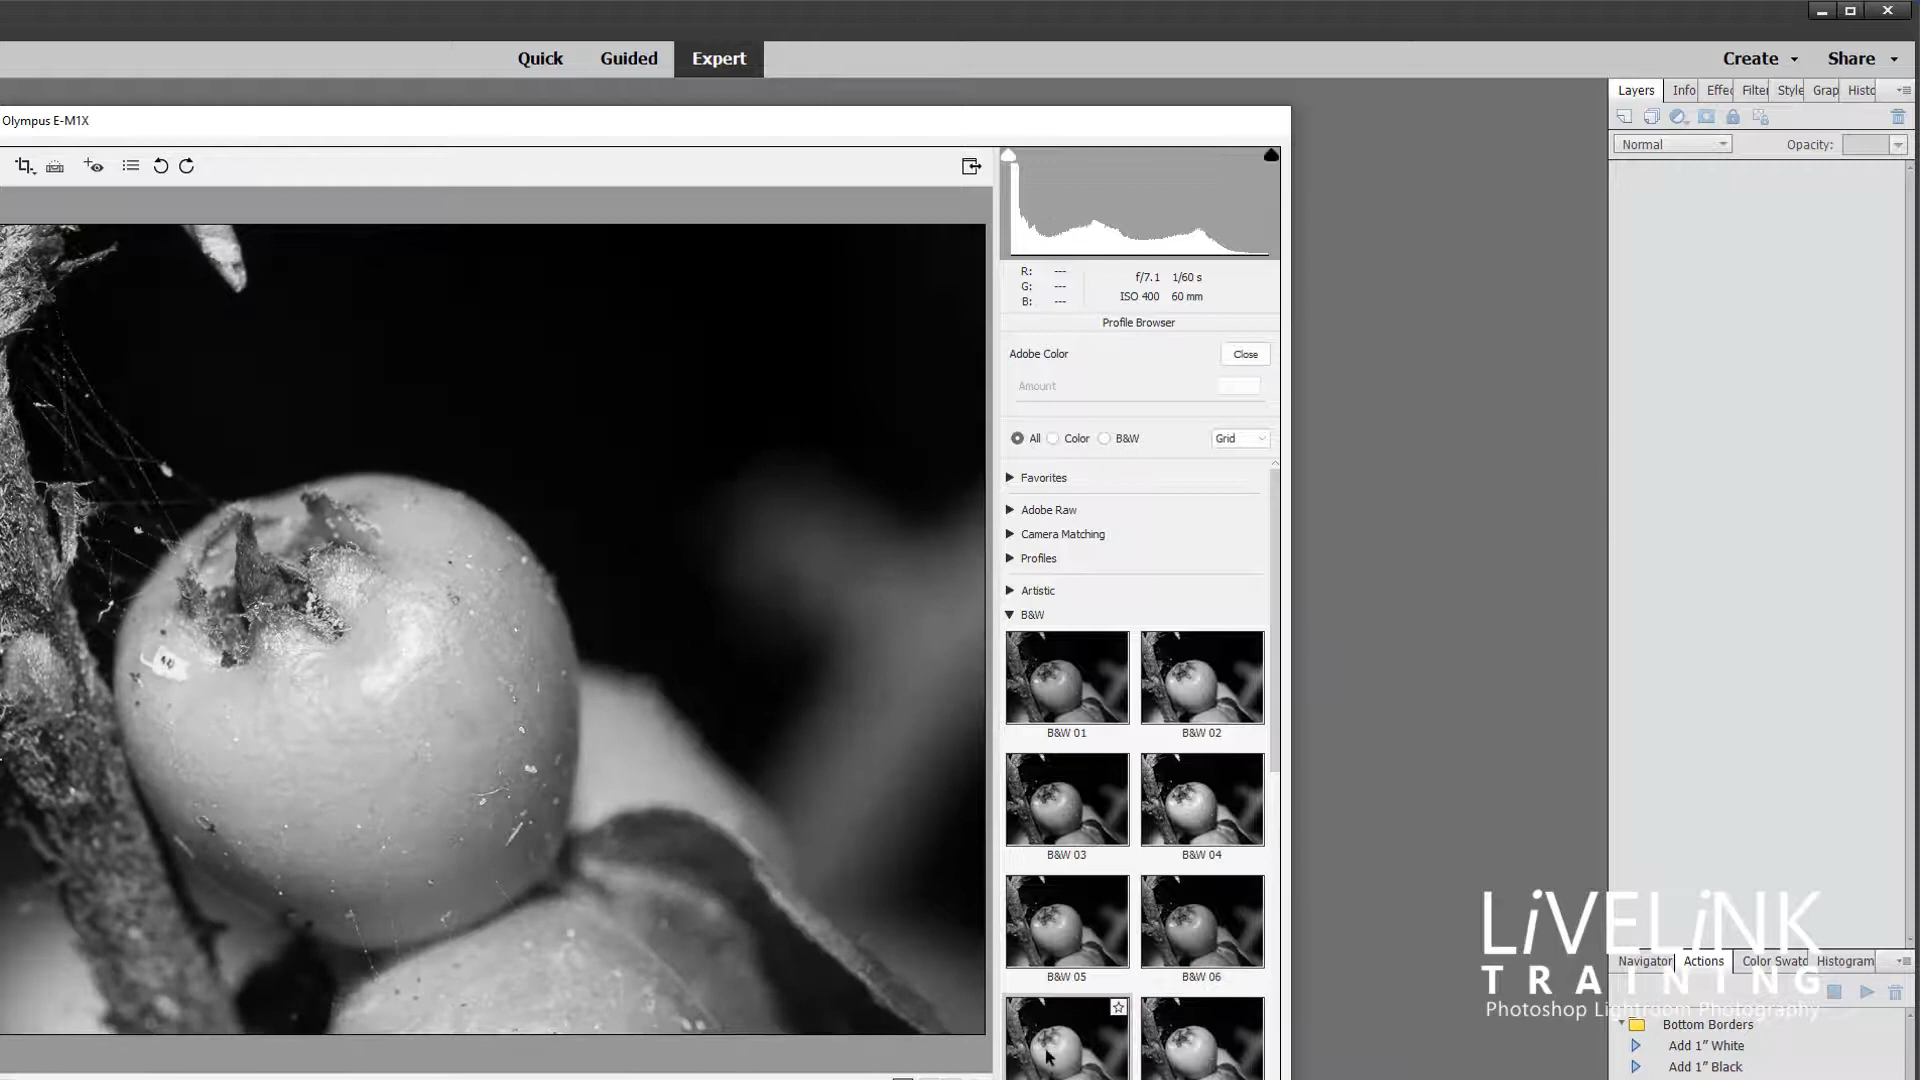 Quick Guided Expert Create Share
Layers Info Effec Filter Style Grap Histo
Olympus E-M1X
Normal Opacity:
R: ---
G: ---
B: ---
f/7.1 1/60 s
ISO 400 60 mm
Profile Browser
Adobe Color Close
Amount
All Color B&W Grid
Favorites
Adobe Raw
Camera Matching
Profiles
Artistic
B&W
B&W 01 B&W 02
B&W 03 B&W 04
B&W 05 B&W 06
LiVELiNK
TRAINING
Photoshop Lightroom Photography
Navigator Actions Color Swatc Histogram
Bottom Borders
Add 1” White
Add 1” Black